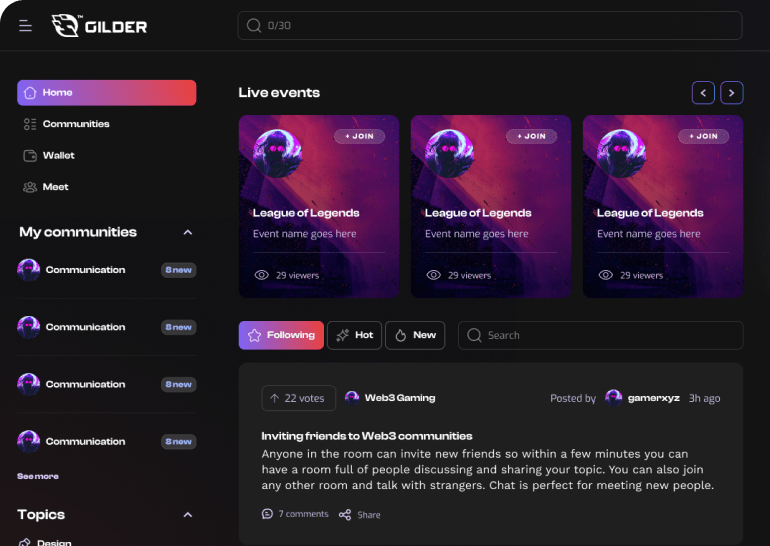 GILDER™
0/30
Home
Communities
Wallet
Meet
My communities
Communication 8 new
Communication 8 new
Communication 8 new
Communication 8 new
See more
Topics
Design
Live events
+ JOIN
League of Legends
Event name goes here
29 viewers
+ JOIN
League of Legends
Event name goes here
29 viewers
+ JOIN
League of Legends
Event name goes here
29 viewers
Following Hot New Search
22 votes Web3 Gaming Posted by gamerxyz 3h ago
Inviting friends to Web3 communities
Anyone in the room can invite new friends so within a few minutes you can
have a room full of people discussing and sharing your topic. You can also join
any other room and talk with strangers. Chat is perfect for meeting new people.
7 comments Share